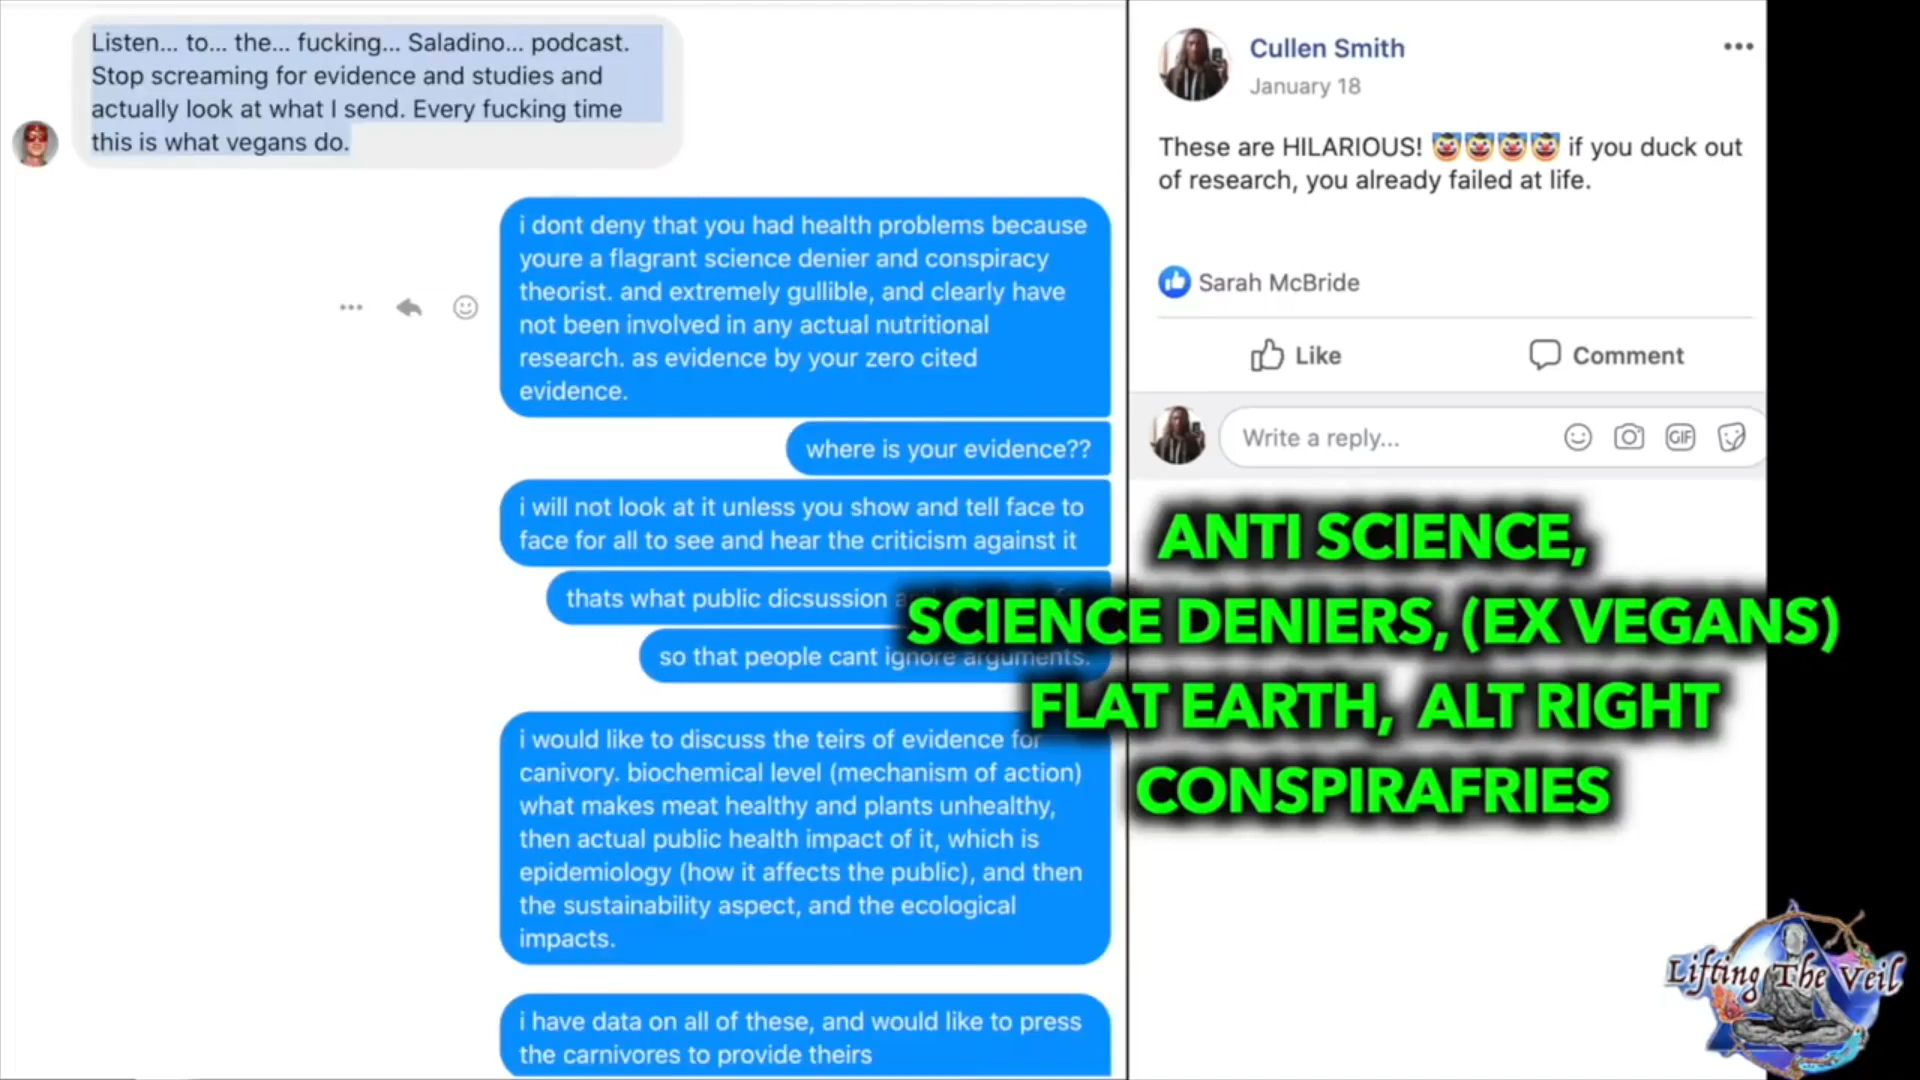 Listen... to... the... fucking... Saladino... podcast.
Stop screaming for evidence and studies and
actually look at what I send. Every fucking time
this is what vegans do.
i dont deny that you had health problems because
youre a flagrant science denier and conspiracy
theorist. and extremely gullible, and clearly have
not been involved in any actual nutritional
research. as evidence by your zero cited
evidence.
where is your evidence??
i will not look at it unless you show and tell face to
face for all to see and hear the criticism against it
thats what public dicsussion
so that people cant ignore arguments.
i would like to discuss the teirs of evidence for
canivory. biochemical level (mechanism of action)
what makes meat healthy and plants unhealthy,
then actual public health impact of it, which is
epidemiology (how it affects the public), and then
the sustainability aspect, and the ecological
impacts.
i have data on all of these, and would like to press
the carnivores to provide theirs
Cullen Smith
January 18
These are HILARIOUS! 🤡🤡🤡🤡 if you duck out
of research, you already failed at life.
Sarah McBride
Like Comment
Write a reply...
GIF
ANTI SCIENCE,
SCIENCE DENIERS, (EX VEGANS)
FLAT EARTH, ALT RIGHT
CONSPIRAFRIES
Lifting The Veil